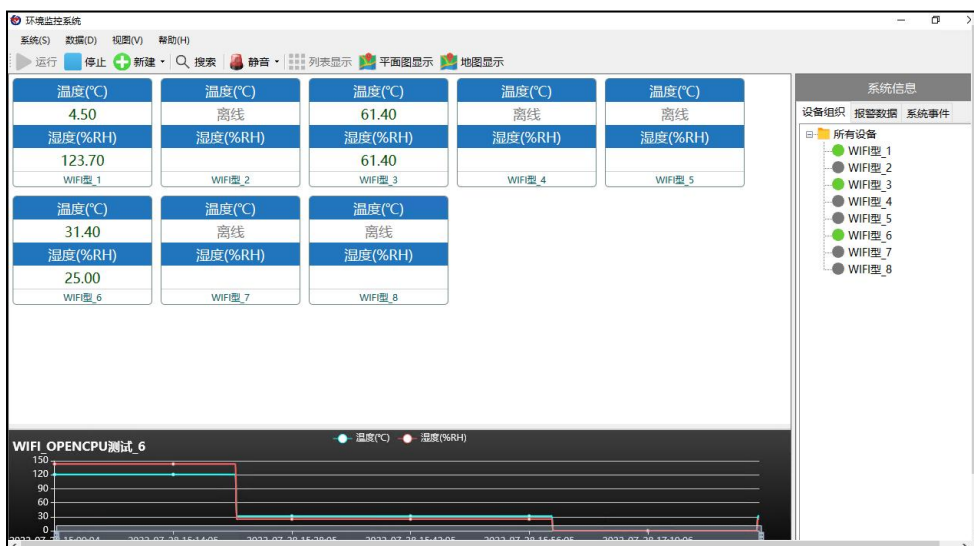 环境监控系统
系统(S) 数据(D) 视图(V) 帮助(H)
运行 停止 新建 搜索 静音 列表显示 平面图显示 地图显示
温度(℃) 温度(℃) 温度(℃) 温度(℃) 温度(℃)
4.50 离线 61.40 离线 离线
湿度(%RH) 湿度(%RH) 湿度(%RH) 湿度(%RH) 湿度(%RH)
123.70 61.40
WIFI型_1 WIFI型_2 WIFI型_3 WIFI型_4 WIFI型_5
温度(℃) 温度(℃) 温度(℃)
31.40 离线 离线
湿度(%RH) 湿度(%RH) 湿度(%RH)
25.00
WIFI型_6 WIFI型_7 WIFI型_8
系统信息
设备组织 报警数据 系统事件
所有设备
WIFI型_1
WIFI型_2
WIFI型_3
WIFI型_4
WIFI型_5
WIFI型_6
WIFI型_7
WIFI型_8
WIFI_OPENCPU测试_6
温度(℃) 湿度(%RH)
150
120
90
60
30
0